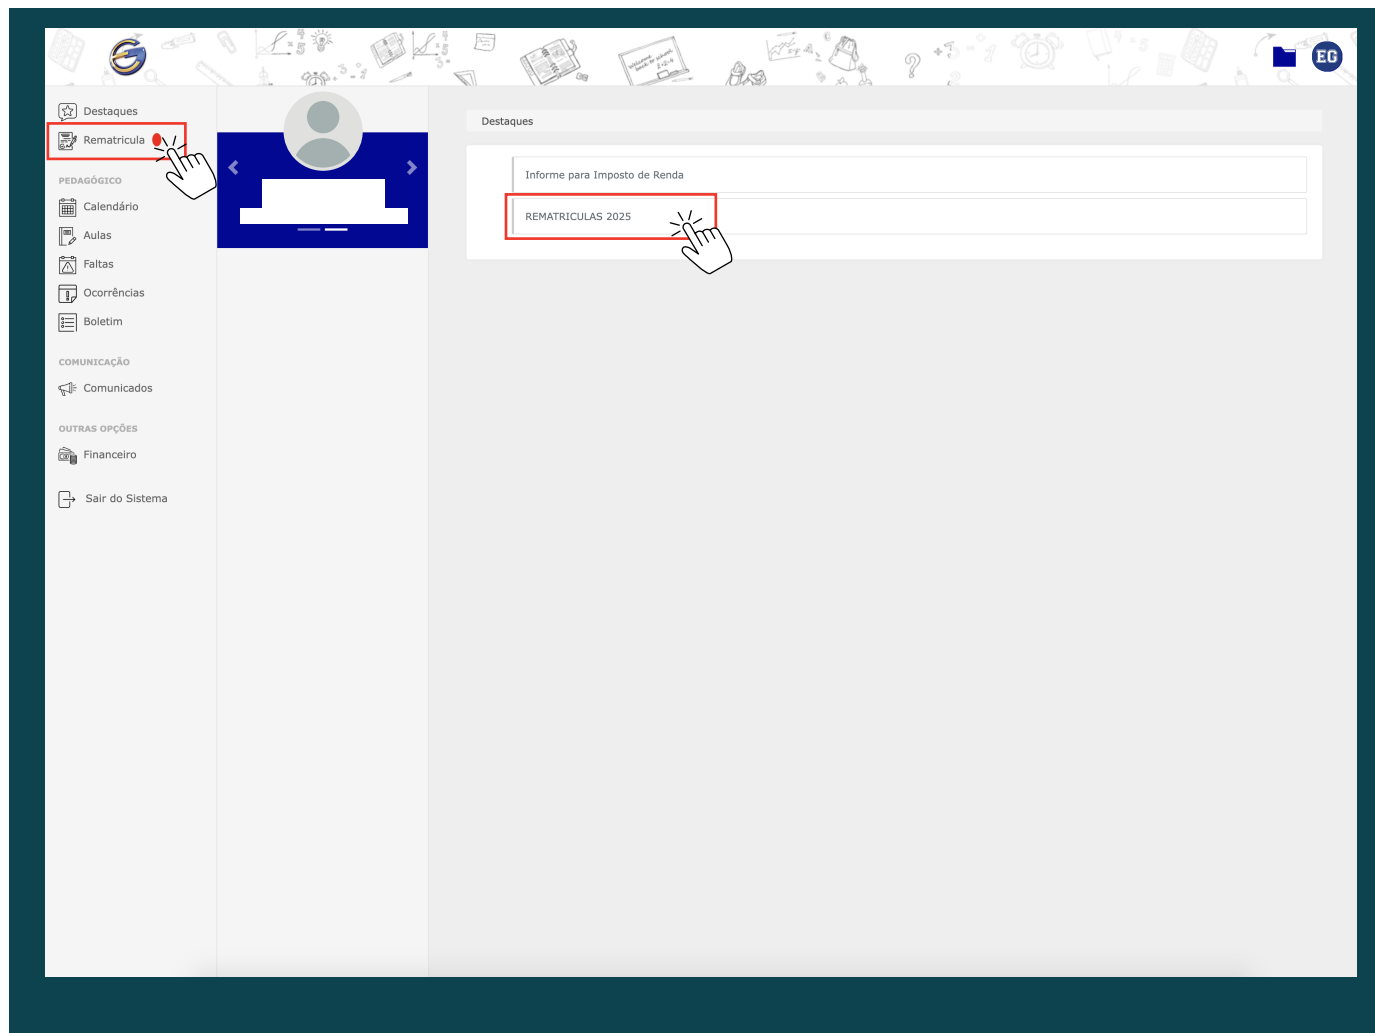 EG
Destaques
Rematricula
PEDAGÓGICO
Calendário
Aulas
Faltas
Ocorrências
Boletim
COMUNICAÇÃO
Comunicados
OUTRAS OPÇÕES
Financeiro
Sair do Sistema
Destaques
Informe para Imposto de Renda
REMATRICULAS 2025